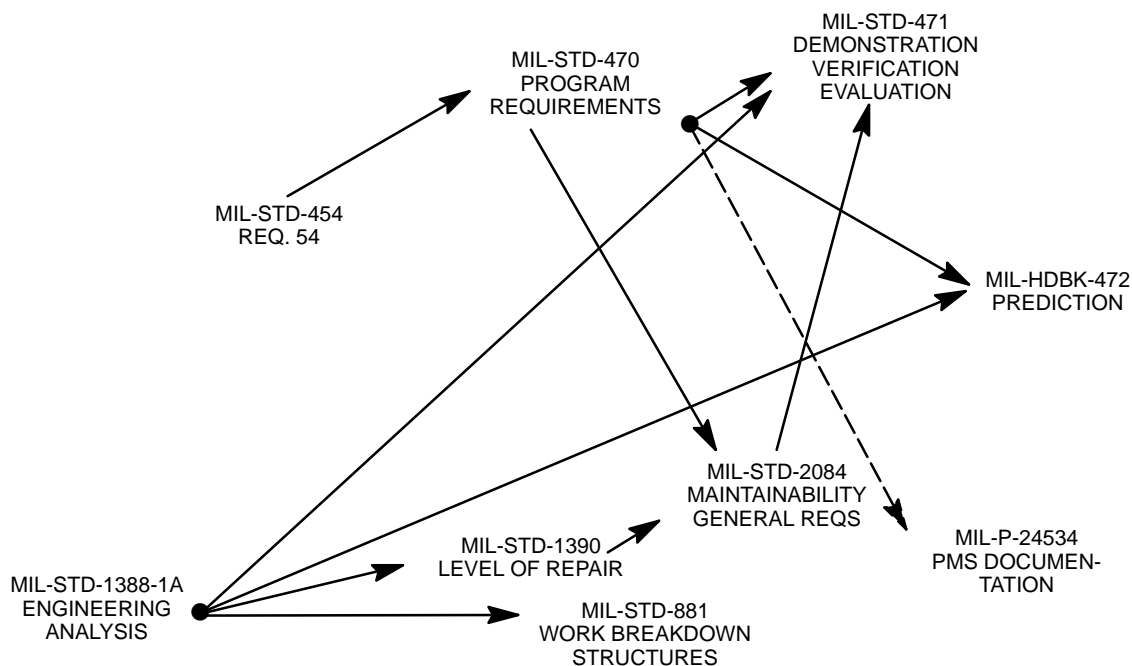 MIL-STD-471
DEMONSTRATION
VERIFICATION
EVALUATION
MIL-STD-470
PROGRAM
REQUIREMENTS
MIL-STD-454
REQ. 54
MIL-HDBK-472
PREDICTION
MIL-STD-2084
MAINTAINABILITY
GENERAL REQS
MIL-P-24534
PMS DOCUMEN-
TATION
MIL-STD-1390
LEVEL OF REPAIR
MIL-STD-1388-1A
ENGINEERING
ANALYSIS
MIL-STD-881
WORK BREAKDOWN
STRUCTURES